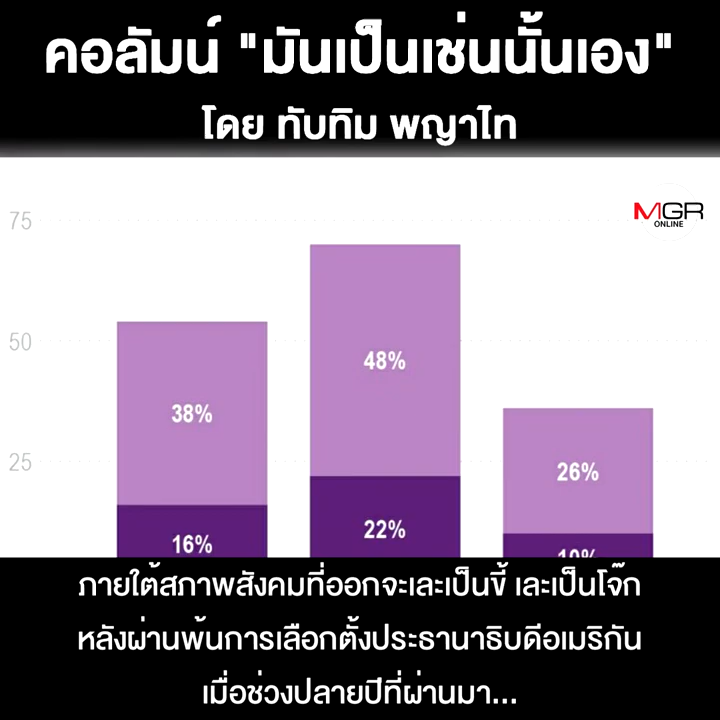 คอลัมน์ "มันเป็นเช่นนั้นเอง"
โดย ทับทิม พญาไท
MGR
ONLINE
75
50
25
38%
48%
26%
16%
22%
10%
ภายใต้สภาพสังคมที่ออกจะเละเป็นขี้ เละเป็นโจ๊ก
หลังผ่านพ้นการเลือกตั้งประธานาธิบดีอเมริกัน
เมื่อช่วงปลายปีที่ผ่านมา...